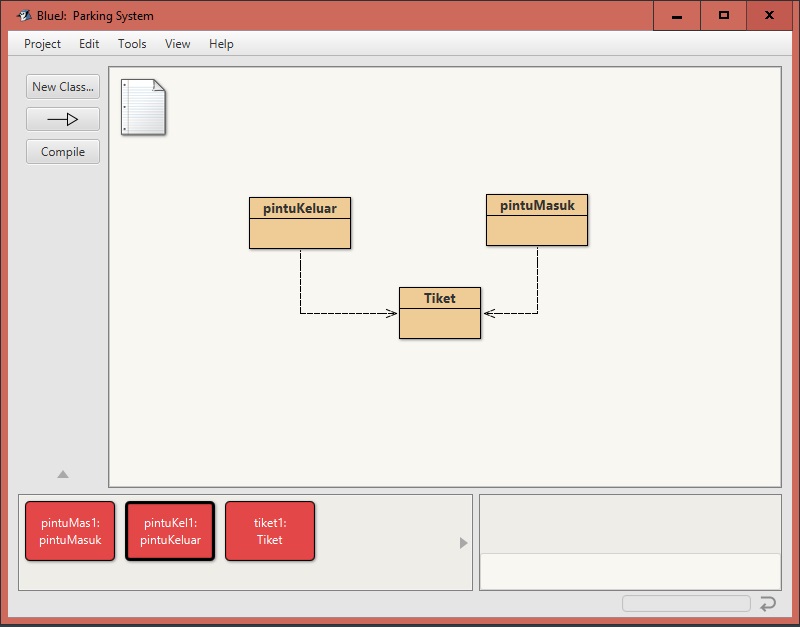 BlueJ: Parking System
Project Edit Tools View Help
New Class...
Compile
pintuKeluar
pintuMasuk
Tiket
pintuMas1:
pintuMasuk
pintuKel1:
pintuKeluar
tiket1:
Tiket